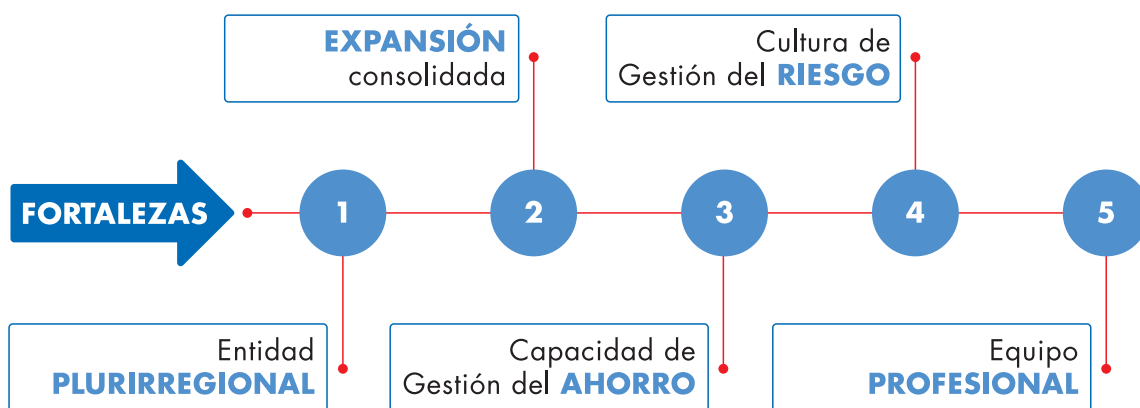 EXPANSIÓN
consolidada
Cultura de
Gestión del RIESGO
FORTALEZAS
1
2
3
4
5
Entidad
PLURIRREGIONAL
Capacidad de
Gestión del AHORRO
Equipo
PROFESIONAL